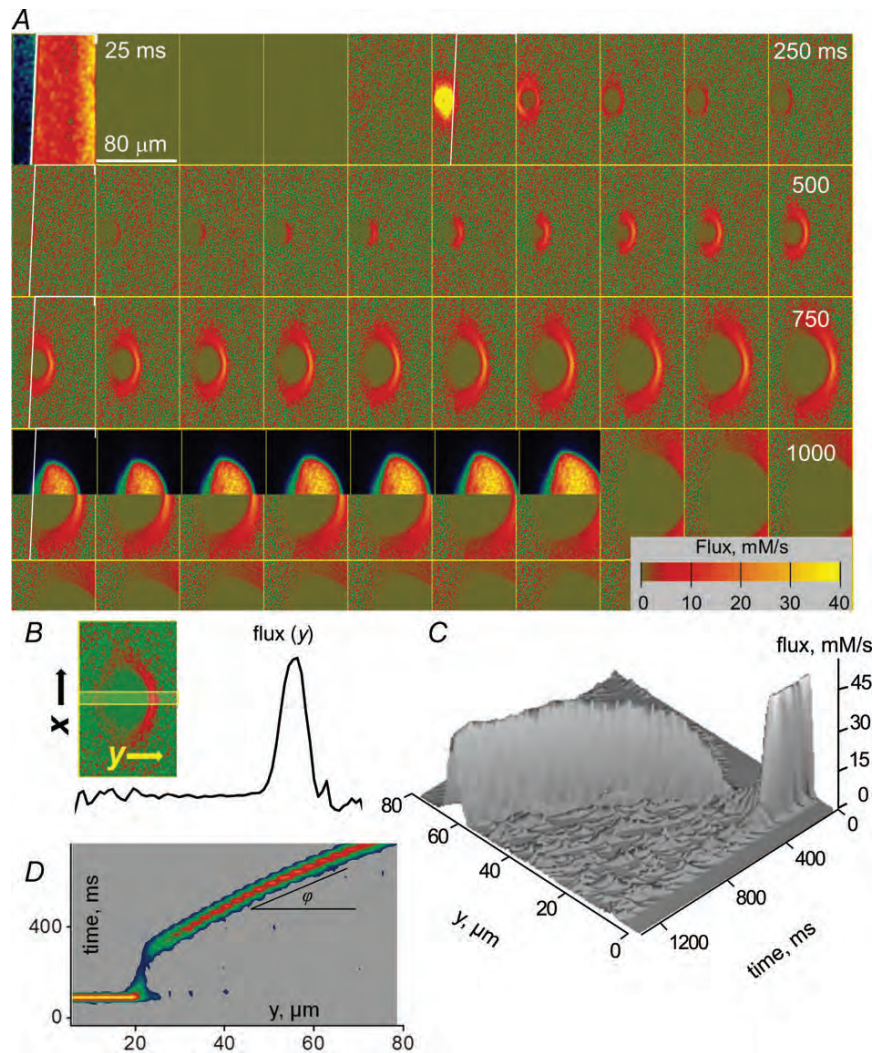 A
25 ms
250 ms
80 μm
500
750
1000
Flux, mM/s
0 10 20 30 40
B
flux (y)
x
y
C
flux, mM/s
45
30
15
0
80
60
40
20
0
y, μm
0
400
800
1200
time, ms
D
time, ms
400
0
φ
y, μm
20 40 60 80